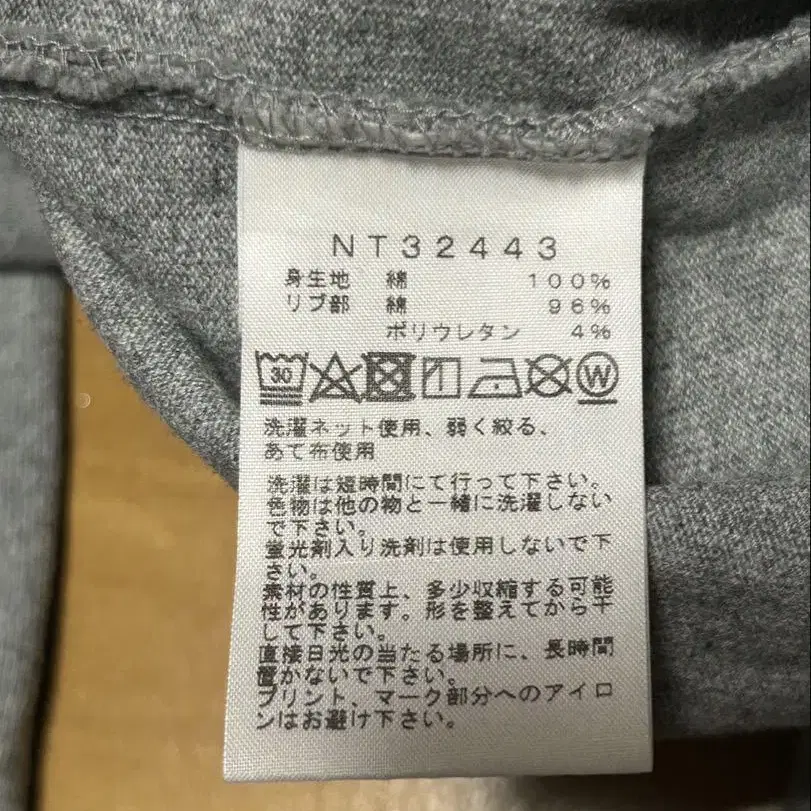 NT32443
身生地 綿 100%
リブ部 綿 96%
ポリウレタン 4%
30 W
洗濯ネット使用、弱く絞る、
あて布使用
洗濯は短時間にて行って下さい。
色物は他の物と一緒に洗濯しない
で下さい。
蛍光剤入り洗剤は使用しないで下
さい。
素材の性質上、多少収縮する可能
性があります。形を整えてから干
して下さい。
直接日光の当たる場所に、長時間
置かないで下さい。
プリント、マーク部分へのアイロ
ンはお避け下さい。